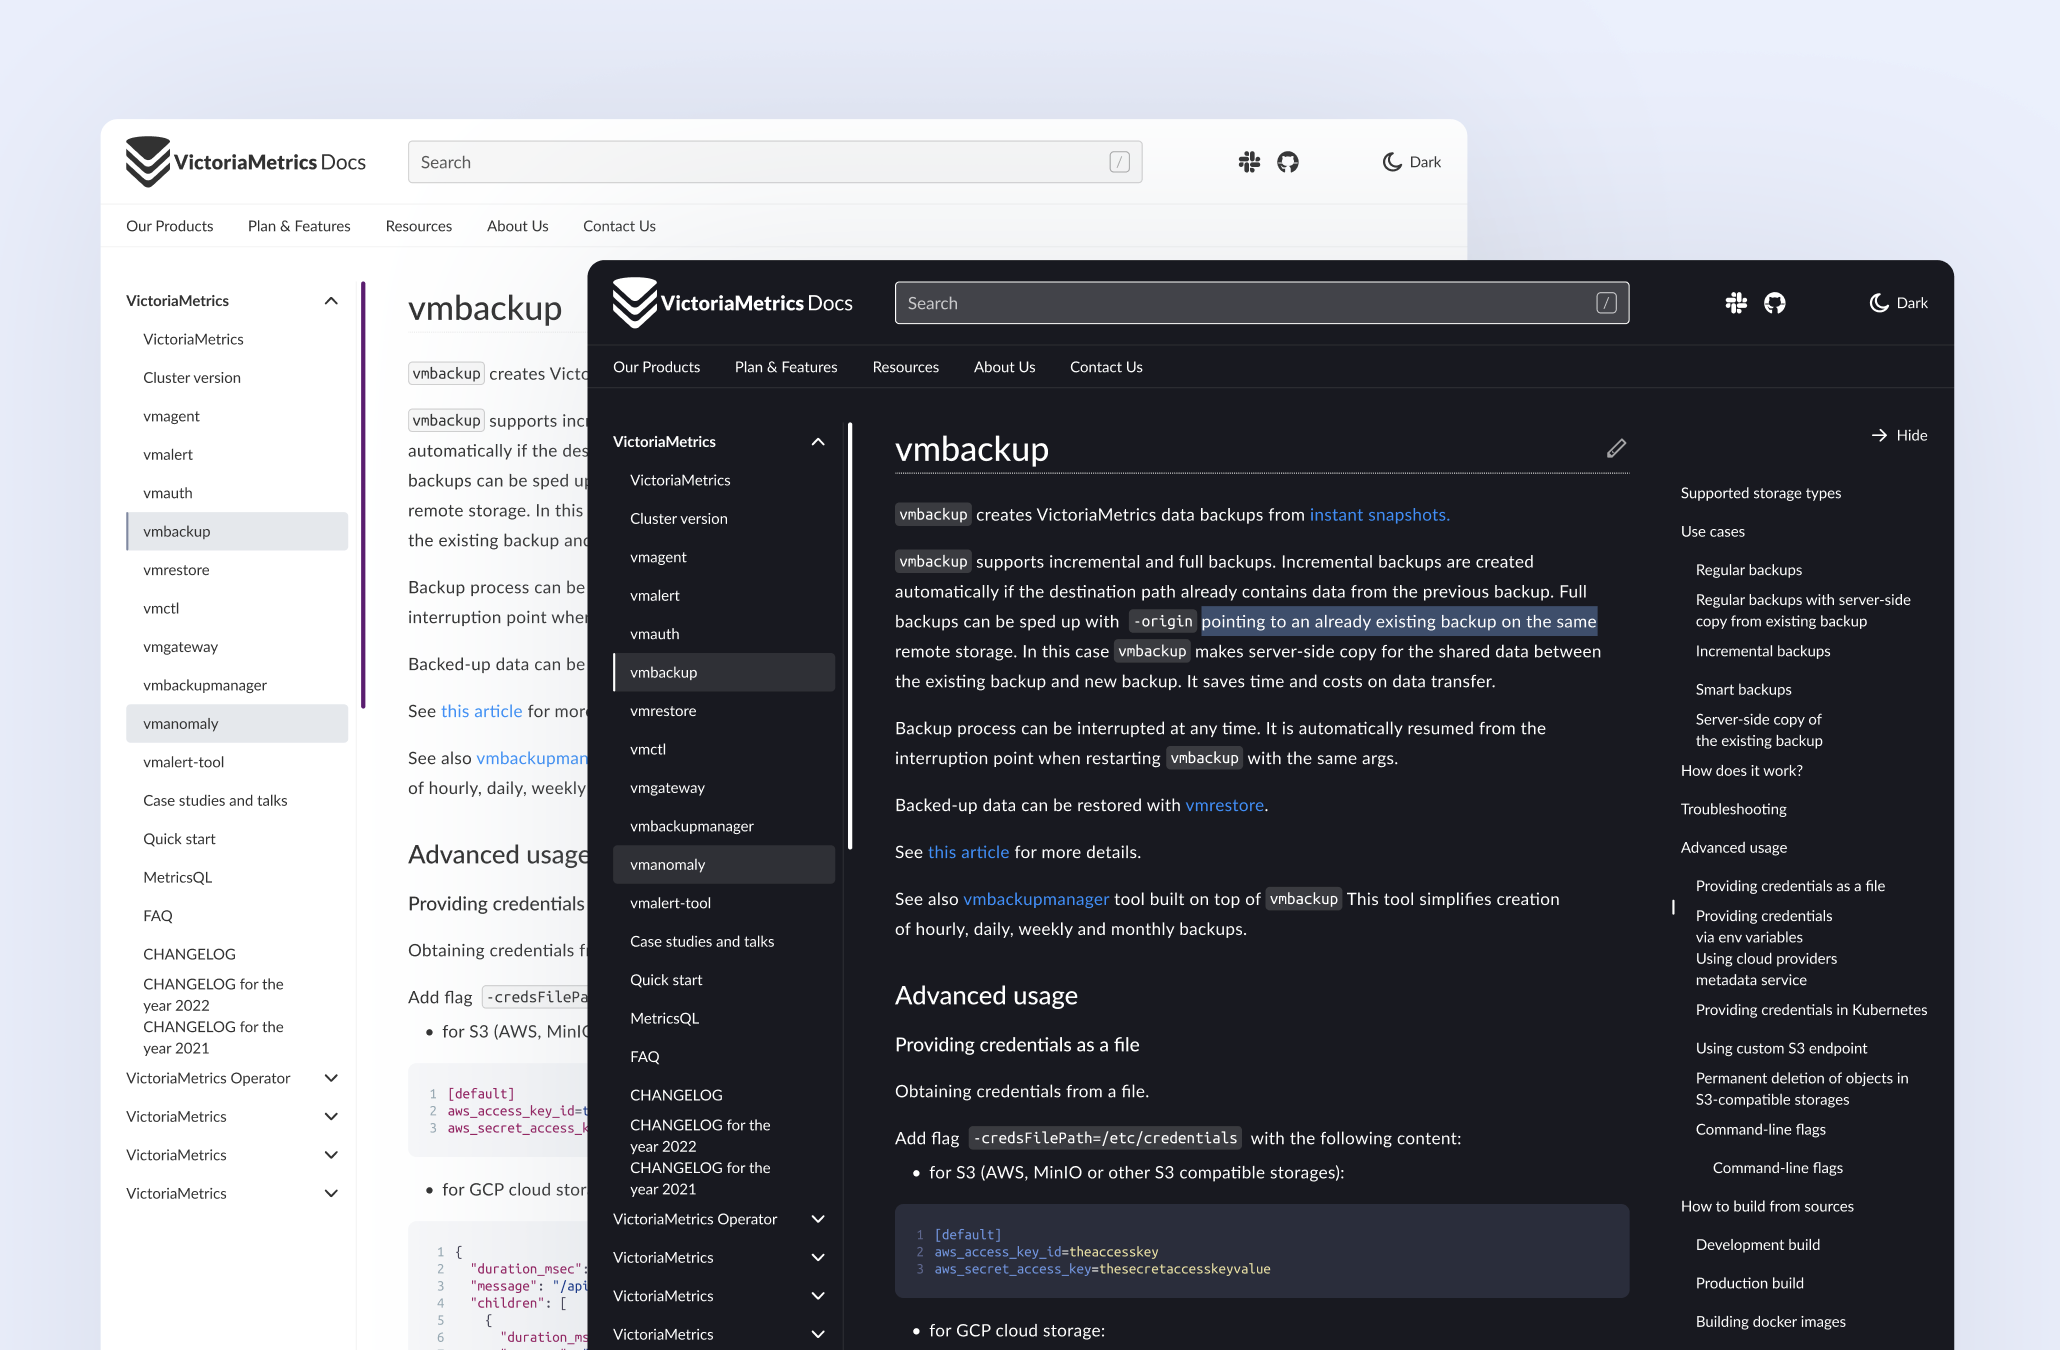 VictoriaMetrics Docs
Search
/
Dark
Our Products
Plan & Features
Resources
About Us
Contact Us
VictoriaMetrics
VictoriaMetrics
Cluster version
vmagent
vmalert
vmauth
vmbackup
vmrestore
vmctl
vmgateway
vmbackupmanager
vmanomaly
vmalert-tool
Case studies and talks
Quick start
MetricsQL
FAQ
CHANGELOG
CHANGELOG for the
year 2022
CHANGELOG for the
year 2021
VictoriaMetrics Operator
VictoriaMetrics
VictoriaMetrics
VictoriaMetrics
vmbackup
vmbackup creates
vmbackup supports
automatically if the
backups can be sped
remote storage. In this
the existing backup
Backup process can be
interruption point
Backed-up data can be
See this article for
See also
of hourly, daily, weekly
Advanced usage
Providing credentials
Obtaining credentials
Add flag
for S3 (AWS,
1 [default]
2 aws_access_key_id=
3
for GCP cloud
1 {
2 "duration_msec":
3 "message":
4 "children": [
5 {
6
VictoriaMetrics Docs
Search
/
Dark
Our Products
Plan & Features
Resources
About Us
Contact Us
VictoriaMetrics
VictoriaMetrics
Cluster version
vmagent
vmalert
vmauth
vmbackup
vmrestore
vmctl
vmgateway
vmbackupmanager
vmanomaly
vmalert-tool
Case studies and talks
Quick start
MetricsQL
FAQ
CHANGELOG
CHANGELOG for the
year 2022
CHANGELOG for the
year 2021
VictoriaMetrics Operator
VictoriaMetrics
VictoriaMetrics
VictoriaMetrics
vmbackup
vmbackup creates VictoriaMetrics data backups from instant snapshots.
vmbackup supports incremental and full backups. Incremental backups are created
automatically if the destination path already contains data from the previous backup. Full
backups can be sped up with -origin pointing to an already existing backup on the same
remote storage. In this case vmbackup makes server-side copy for the shared data between
the existing backup and new backup. It saves time and costs on data transfer.
Backup process can be interrupted at any time. It is automatically resumed from the
interruption point when restarting vmbackup with the same args.
Backed-up data can be restored with vmrestore.
See this article for more details.
See also vmbackupmanager tool built on top of vmbackup This tool simplifies creation
of hourly, daily, weekly and monthly backups.
Advanced usage
Providing credentials as a file
Obtaining credentials from a file.
Add flag -credsFilePath=/etc/credentials with the following content:
for S3 (AWS, MinIO or other S3 compatible storages):
1 [default]
2 aws_access_key_id=theaccesskey
3 aws_secret_access_key=thesecretaccesskeyvalue
for GCP cloud storage:
Hide
Supported storage types
Use cases
Regular backups
Regular backups with server-side
copy from existing backup
Incremental backups
Smart backups
Server-side copy of
the existing backup
How does it work?
Troubleshooting
Advanced usage
Providing credentials as a file
Providing credentials
via env variables
Using cloud providers
metadata service
Providing credentials in Kubernetes
Using custom S3 endpoint
Permanent deletion of objects in
S3-compatible storages
Command-line flags
Command-line flags
How to build from sources
Development build
Production build
Building docker images